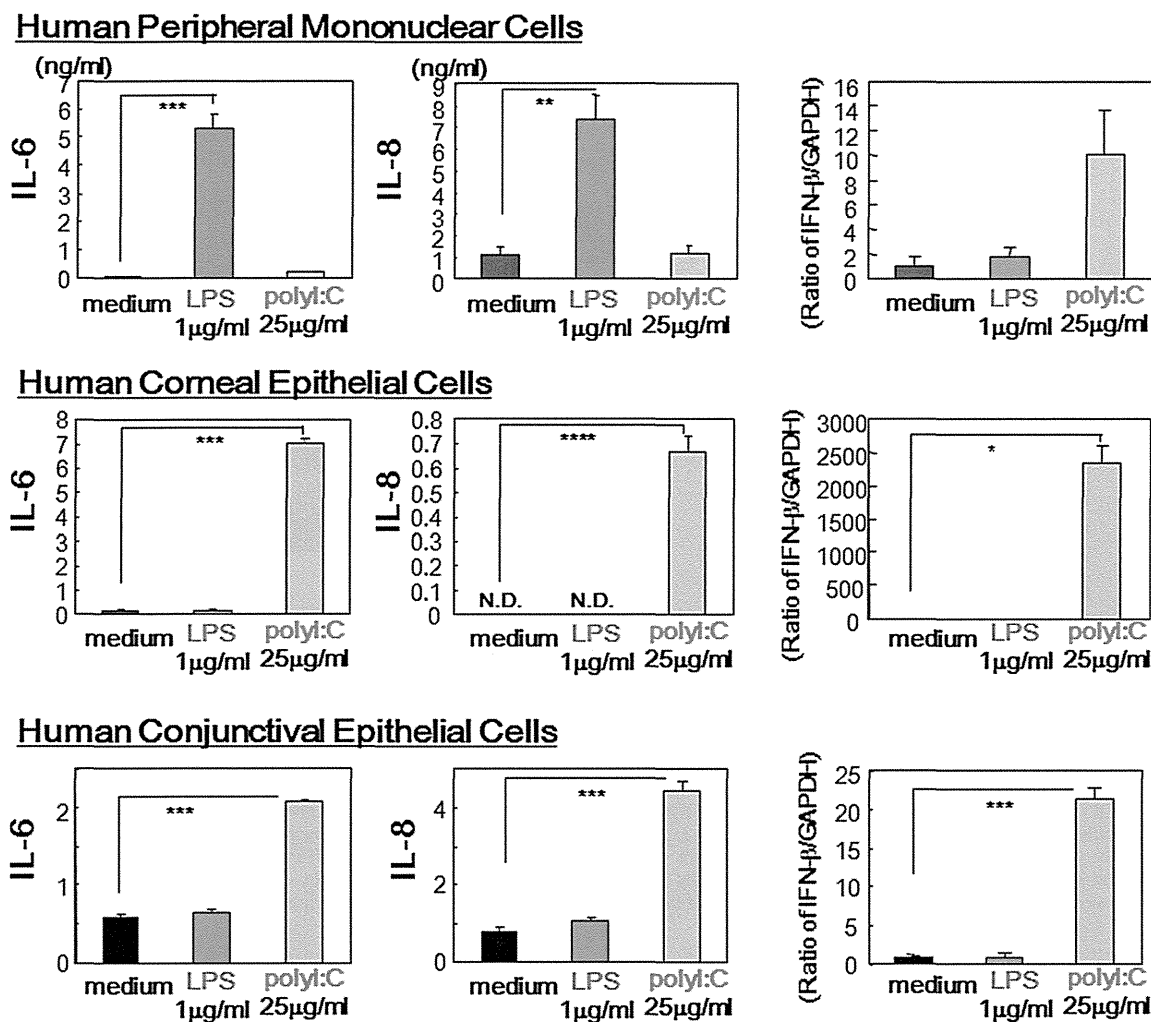 Human Peripheral Mononuclear Cells
(ng/ml)
IL-6
7
6
5
4
3
2
1
0
***
medium
LPS
1μg/ml
polyI:C
25μg/ml
(ng/ml)
IL-8
9
8
7
6
5
4
3
2
1
0
**
medium
LPS
1μg/ml
polyI:C
25μg/ml
(Ratio of IFN-β/GAPDH)
16
14
12
10
8
6
4
2
0
medium
LPS
1μg/ml
polyI:C
25μg/ml
Human Corneal Epithelial Cells
IL-6
8
7
6
5
4
3
2
1
0
***
medium
LPS
1μg/ml
polyI:C
25μg/ml
IL-8
0.8
0.7
0.6
0.5
0.4
0.3
0.2
0.1
0
****
N.D.
N.D.
medium
LPS
1μg/ml
polyI:C
25μg/ml
(Ratio of IFN-β/GAPDH)
3000
2500
2000
1500
1000
500
0
*
medium
LPS
1μg/ml
polyI:C
25μg/ml
Human Conjunctival Epithelial Cells
IL-6
2
1
0
***
medium
LPS
1μg/ml
polyI:C
25μg/ml
IL-8
4
2
0
***
medium
LPS
1μg/ml
polyI:C
25μg/ml
(Ratio of IFN-β/GAPDH)
25
20
15
10
5
0
***
medium
LPS
1μg/ml
polyI:C
25μg/ml